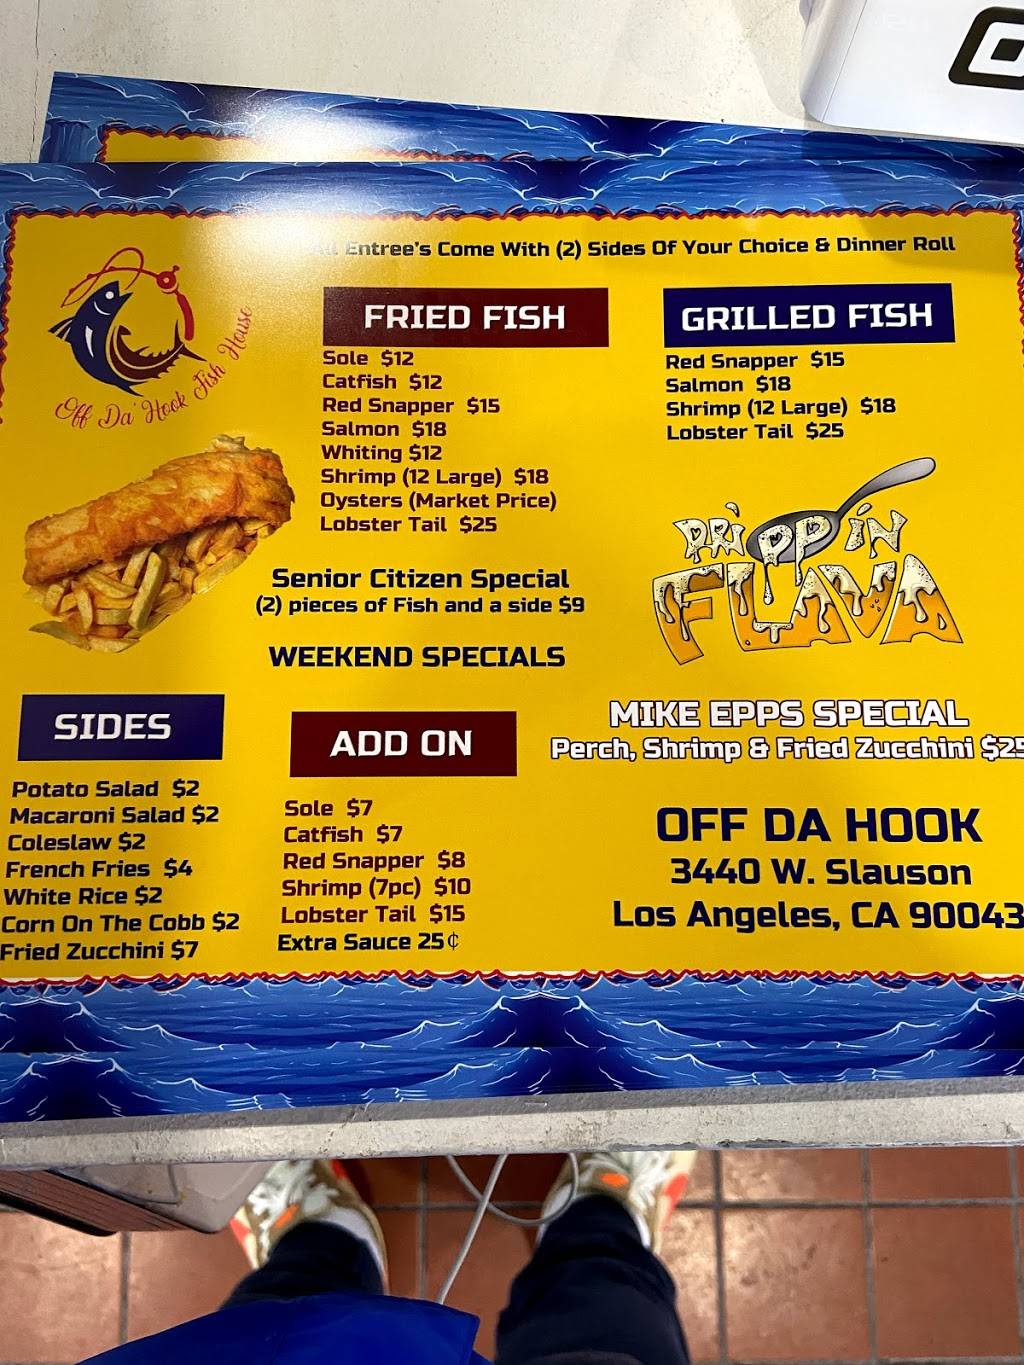 All Entree's Come With (2) Sides Of Your Choice & Dinner Roll
Off Da' Hook Fish House
FRIED FISH
Sole $12
Catfish $12
Red Snapper $15
Salmon $18
Whiting $12
Shrimp (12 Large) $18
Oysters (Market Price)
Lobster Tail $25
GRILLED FISH
Red Snapper $15
Salmon $18
Shrimp (12 Large) $18
Lobster Tail $25
Senior Citizen Special
(2) pieces of Fish and a side $9
WEEKEND SPECIALS
DRIPPIN
FLAVA
SIDES
Potato Salad $2
Macaroni Salad $2
Coleslaw $2
French Fries $4
White Rice $2
Corn On The Cobb $2
Fried Zucchini $7
ADD ON
Sole $7
Catfish $7
Red Snapper $8
Shrimp (7pc) $10
Lobster Tail $15
Extra Sauce 25¢
MIKE EPPS SPECIAL
Perch, Shrimp & Fried Zucchini $25
OFF DA HOOK
3440 W. Slauson
Los Angeles, CA 90043